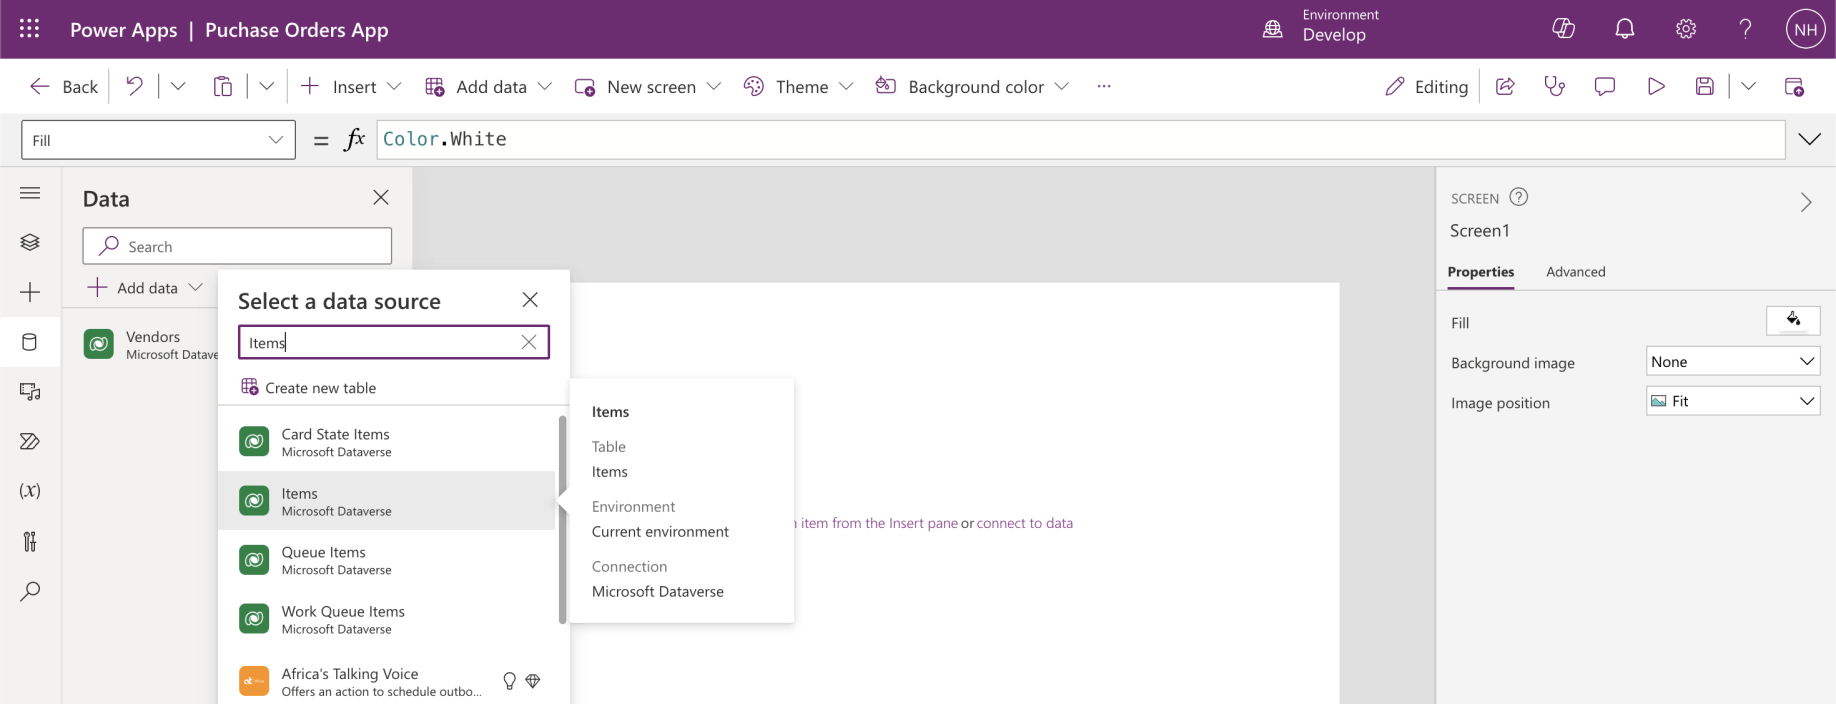 Power Apps | Puchase Orders App
Environment
Develop
NH
Back
Insert
Add data
New screen
Theme
Background color
...
Editing
Fill
= fx Color.White
Data
Search
Add data
Vendors
Microsoft Datave
Select a data source
Items
Create new table
Card State Items
Microsoft Dataverse
Items
Microsoft Dataverse
Queue Items
Microsoft Dataverse
Work Queue Items
Microsoft Dataverse
Africa's Talking Voice
Offers an action to schedule outbo...
Items
Table
Items
Environment
Current environment
Connection
Microsoft Dataverse
item from the Insert pane or connect to data
(x)
SCREEN ?
Screen1
Properties
Advanced
Fill
Background image
None
Image position
Fit